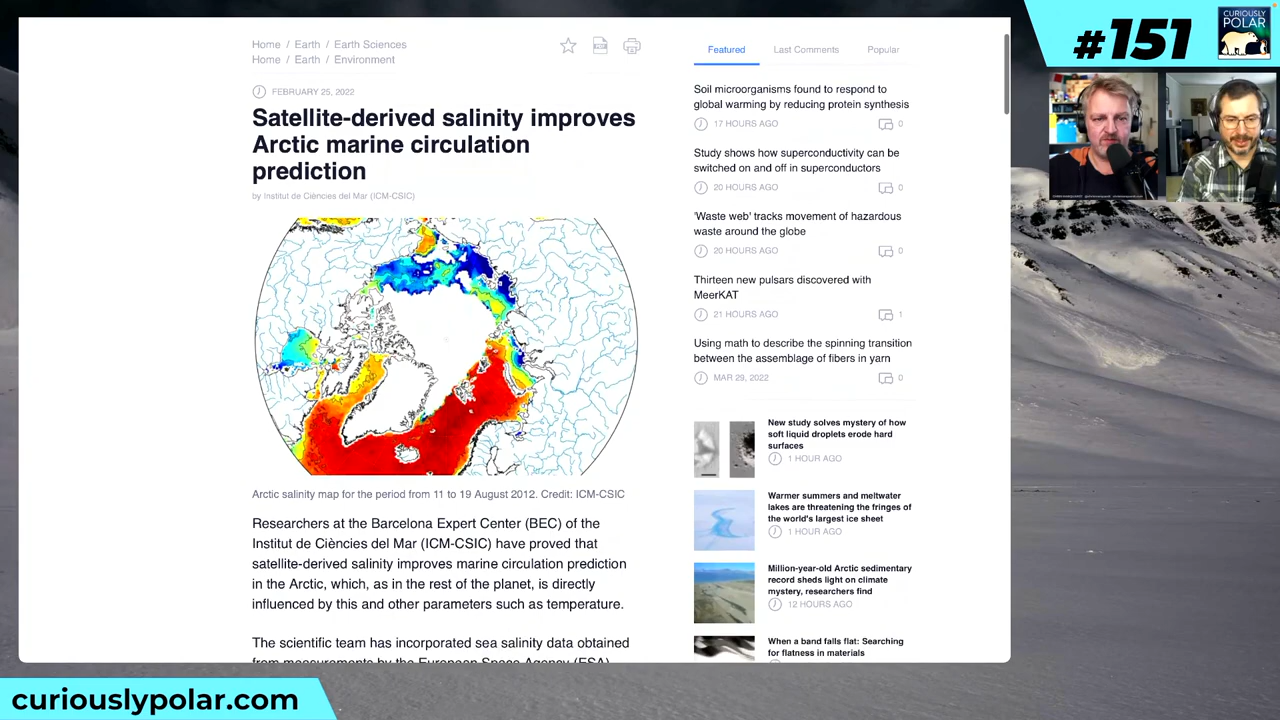 Home / Earth / Earth Sciences
Home / Earth / Environment
FEBRUARY 25, 2022
Satellite-derived salinity improves
Arctic marine circulation
prediction
by Institut de Ciències del Mar (ICM-CSIC)
Arctic salinity map for the period from 11 to 19 August 2012. Credit: ICM-CSIC
Researchers at the Barcelona Expert Center (BEC) of the
Institut de Ciències del Mar (ICM-CSIC) have proved that
satellite-derived salinity improves marine circulation prediction
in the Arctic, which, as in the rest of the planet, is directly
influenced by this and other parameters such as temperature.
The scientific team has incorporated sea salinity data obtained
from measurements by the European Space Agency (ESA)
Featured Last Comments Popular
Soil microorganisms found to respond to
global warming by reducing protein synthesis
17 HOURS AGO 0
Study shows how superconductivity can be
switched on and off in superconductors
20 HOURS AGO 0
'Waste web' tracks movement of hazardous
waste around the globe
20 HOURS AGO 0
Thirteen new pulsars discovered with
MeerKAT
21 HOURS AGO 1
Using math to describe the spinning transition
between the assemblage of fibers in yarn
MAR 29, 2022 0
New study solves mystery of how
soft liquid droplets erode hard
surfaces
1 HOUR AGO
Warmer summers and meltwater
lakes are threatening the fringes of
the world's largest ice sheet
1 HOUR AGO
Million-year-old Arctic sedimentary
record sheds light on climate
mystery, researchers find
12 HOURS AGO
When a band falls flat: Searching
for flatness in materials
#151
CURIOUSLY
POLAR
curiouslypolar.com